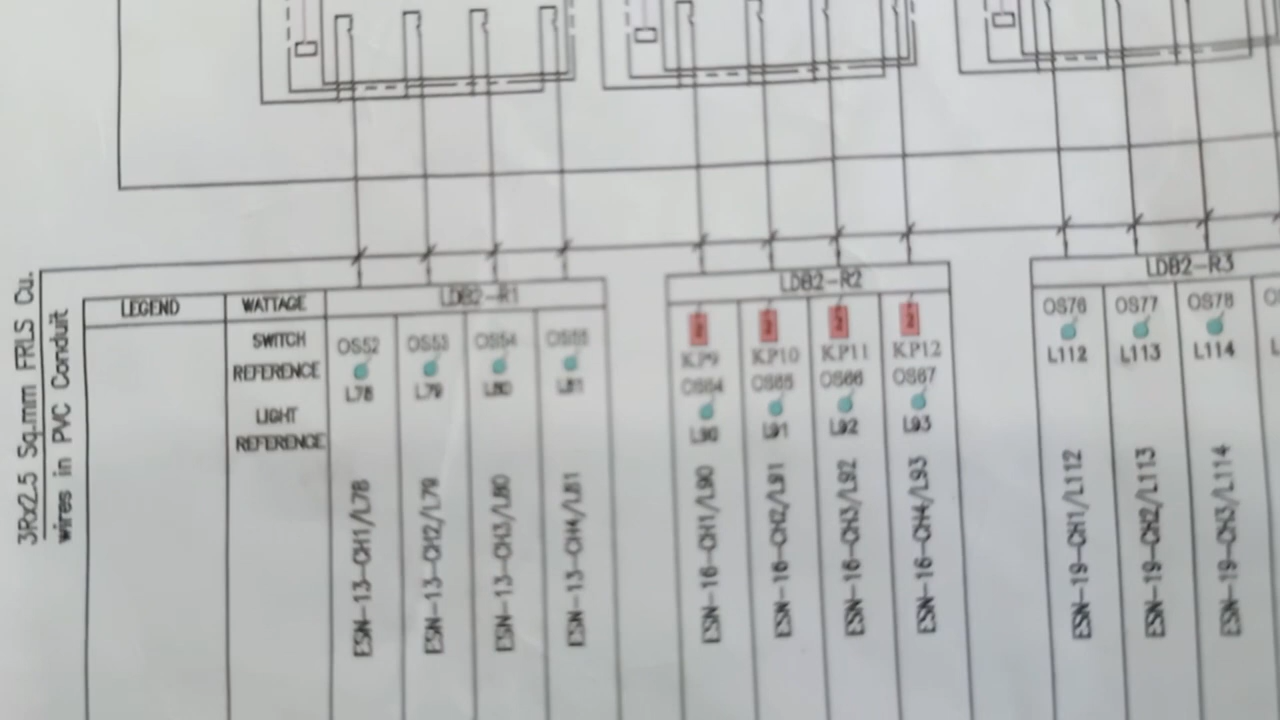 3Rx2.5 Sq.mm FRLS Cu.
wires in PVC Conduit
LEGEND
WATTAGE
SWITCH
REFERENCE
LIGHT
REFERENCE
LDB2-R1
OS52 OS53 OS54 OS55
L78 L79 L80 L81
ESN-13-CH1/L78
ESN-13-CH2/L79
ESN-13-CH3/L80
ESN-13-CH4/L81
LDB2-R2
KP9 KP10 KP11 KP12
OS64 OS65 OS66 OS67
L90 L91 L92 L93
ESN-16-CH1/L90
ESN-16-CH2/L91
ESN-16-CH3/L92
ESN-16-CH4/L93
LDB2-R3
OS76 OS77 OS78
L112 L113 L114
ESN-19-CH1/L112
ESN-19-CH2/L113
ESN-19-CH3/L114